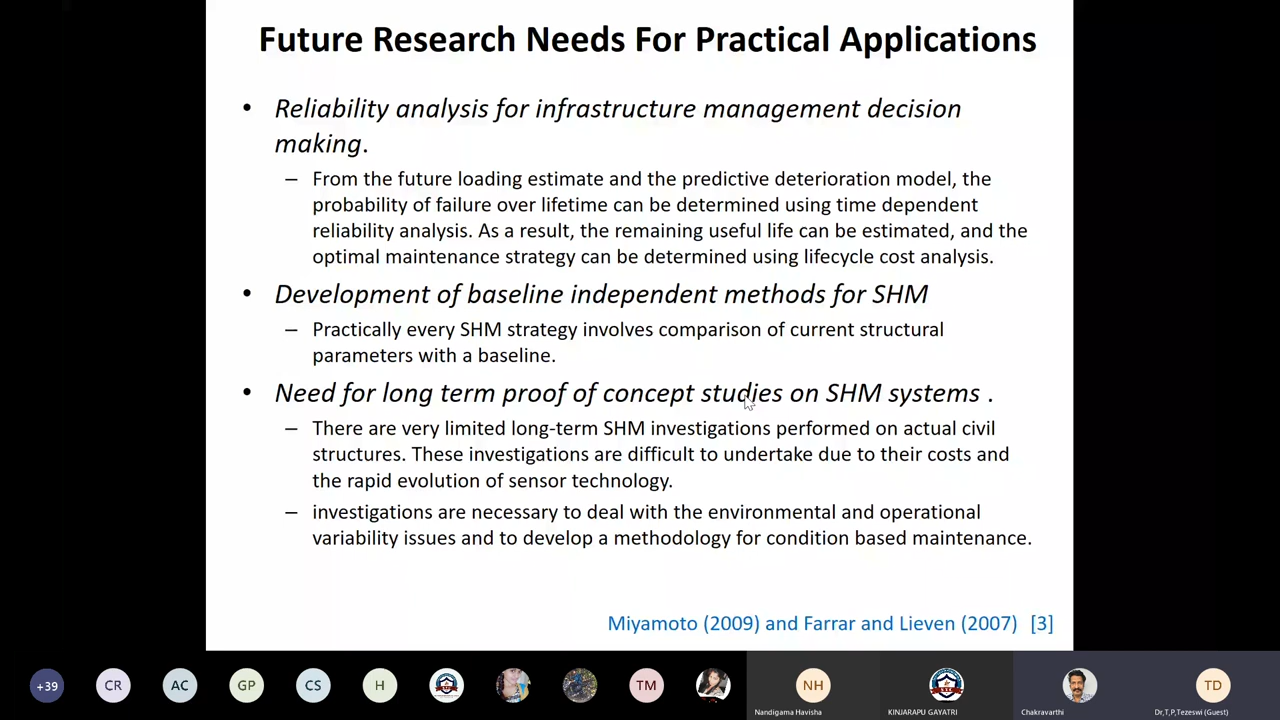 Future Research Needs For Practical Applications
• Reliability analysis for infrastructure management decision
making.
– From the future loading estimate and the predictive deterioration model, the
probability of failure over lifetime can be determined using time dependent
reliability analysis. As a result, the remaining useful life can be estimated, and the
optimal maintenance strategy can be determined using lifecycle cost analysis.
• Development of baseline independent methods for SHM
– Practically every SHM strategy involves comparison of current structural
parameters with a baseline.
• Need for long term proof of concept studies on SHM systems .
– There are very limited long-term SHM investigations performed on actual civil
structures. These investigations are difficult to undertake due to their costs and
the rapid evolution of sensor technology.
– investigations are necessary to deal with the environmental and operational
variability issues and to develop a methodology for condition based maintenance.
Miyamoto (2009) and Farrar and Lieven (2007) [3]
+39 CR AC GP CS H TM NH TD
Nandigama Havisha KINJARAPU GAYATRI Chakravarthi Dr,T,P,Tezeswi (Guest)